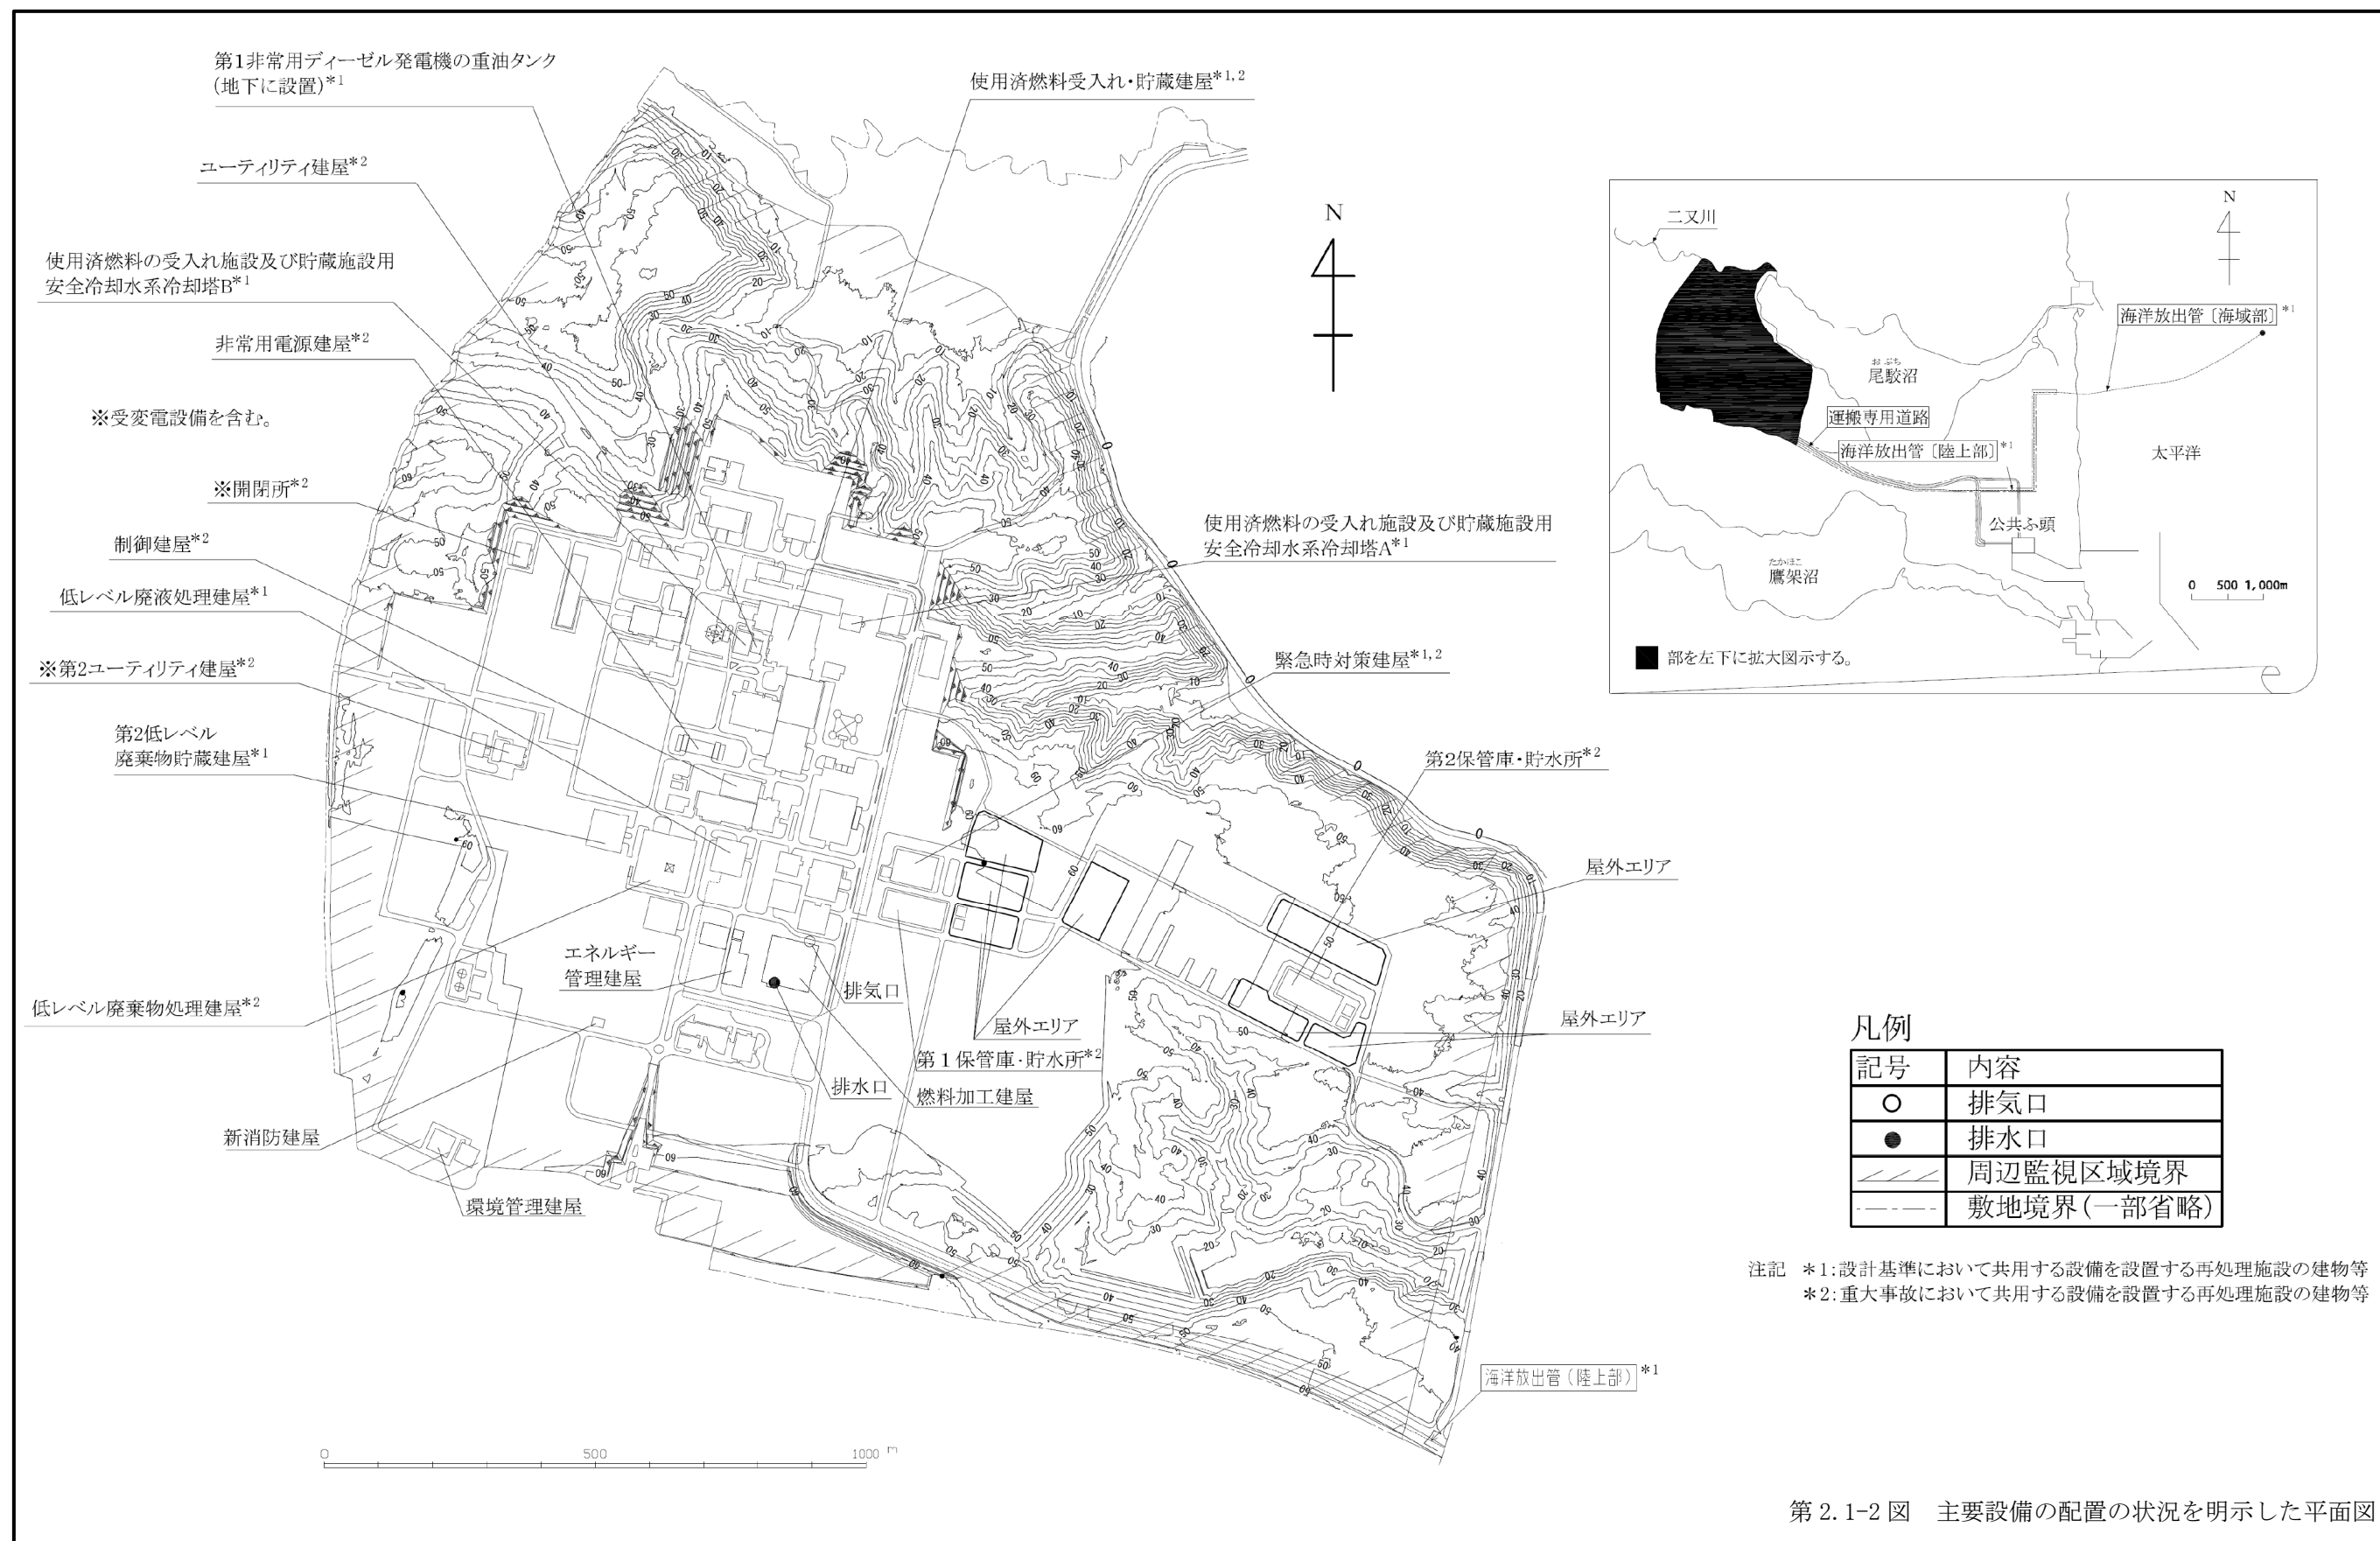 第1非常用ディーゼル発電機の重油タンク
(地下に設置)*1
使用済燃料受入れ・貯蔵建屋*1,2
ユーティリティ建屋*2
使用済燃料の受入れ施設及び貯蔵施設用
安全冷却水系冷却塔B*1
非常用電源建屋*2
※受変電設備を含む。
※開閉所*2
制御建屋*2
低レベル廃液処理建屋*1
※第2ユーティリティ建屋*2
第2低レベル
廃棄物貯蔵建屋*1
低レベル廃棄物処理建屋*2
新消防建屋
環境管理建屋
エネルギー
管理建屋
排気口
排水口
屋外エリア
第1保管庫・貯水所*2
燃料加工建屋
N
使用済燃料の受入れ施設及び貯蔵施設用
安全冷却水系冷却塔A*1
緊急時対策建屋*1,2
第2保管庫・貯水所*2
屋外エリア
屋外エリア
海洋放出管(陸上部)*1
0 500 1000 m
二又川
N
海洋放出管〔海域部〕*1
おぶち
尾駮沼
運搬専用道路
海洋放出管〔陸上部〕*1
太平洋
公共ふ頭
たかほこ
鷹架沼
0 500 1,000m
部を左下に拡大図示する。
凡例
記号 内容
排気口
排水口
周辺監視区域境界
敷地境界(一部省略)
注記 *1:設計基準において共用する設備を設置する再処理施設の建物等
*2:重大事故において共用する設備を設置する再処理施設の建物等
第2.1-2図 主要設備の配置の状況を明示した平面図